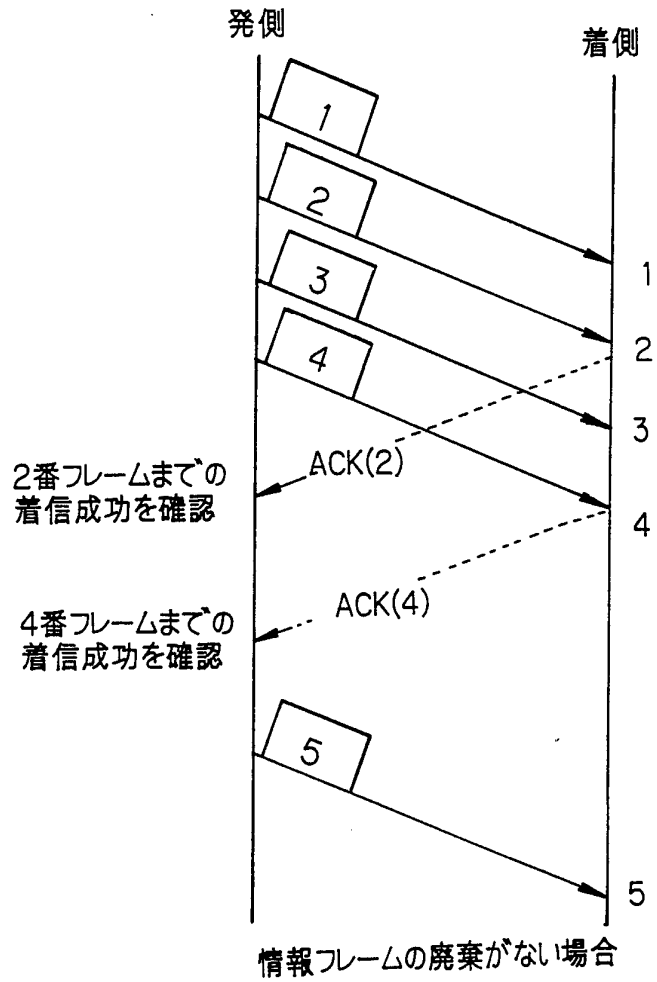 発側
着側
1
2
3
4
1
2
3
ACK(2)
2番フレームまでの
着信成功を確認
4
ACK(4)
4番フレームまでの
着信成功を確認
5
5
情報フレームの廃棄がない場合